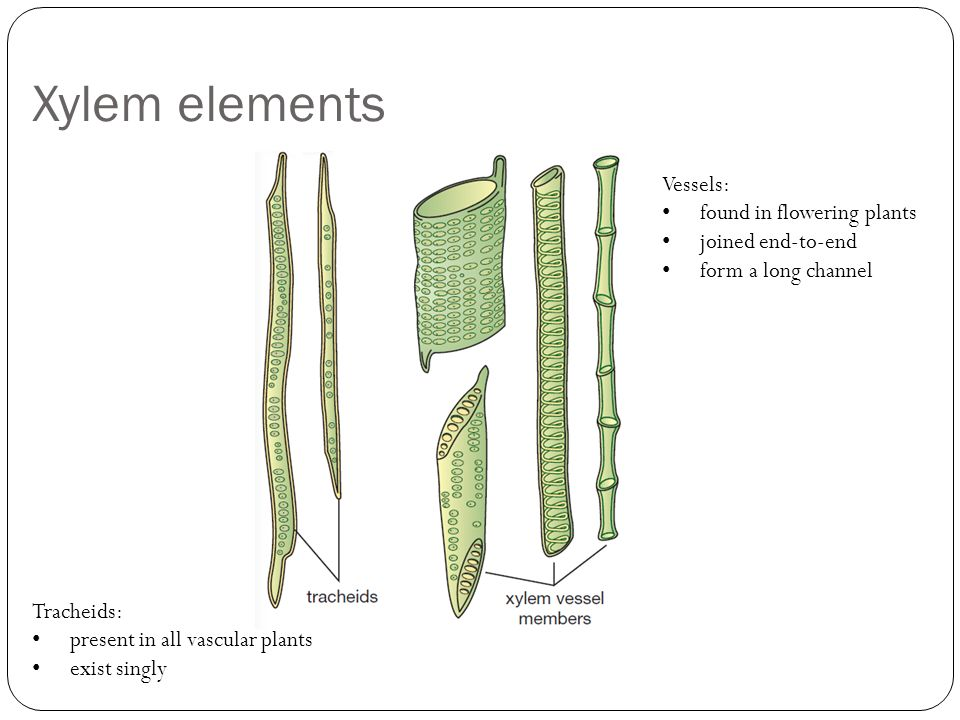 Xylem elements
Vessels:
• found in flowering plants
• joined end-to-end
• form a long channel
tracheids
xylem vessel
members
Tracheids:
• present in all vascular plants
• exist singly